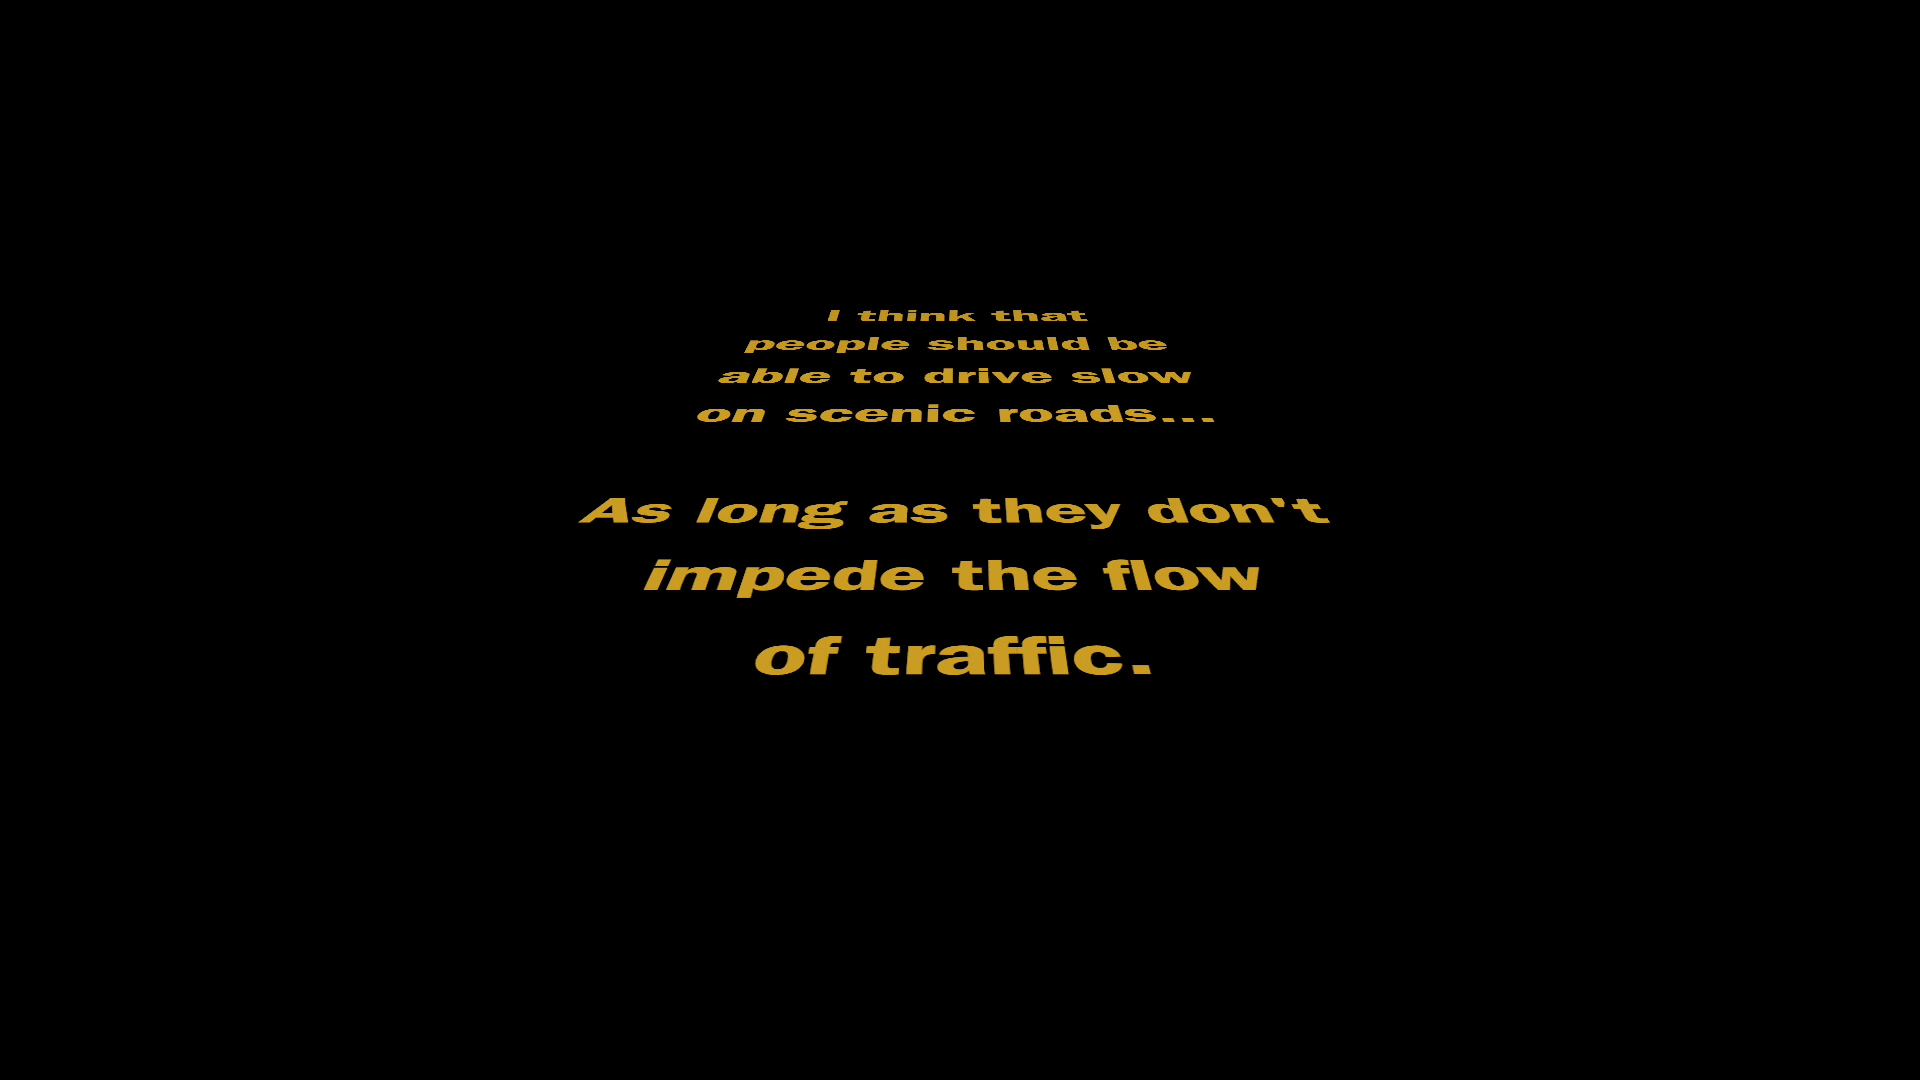 I think that
people should be
able to drive slow
on scenic roads...
As long as they don't
impede the flow
of traffic.